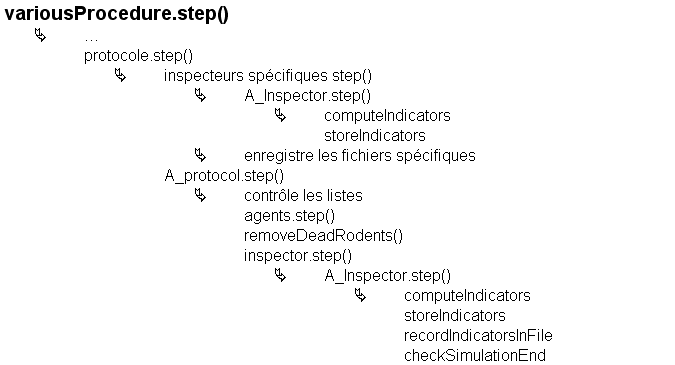 variousProcedure.step()
...
protocole.step()
inspecteurs spécifiques step()
A_Inspector.step()
computeIndicators
storeIndicators
enregistre les fichiers spécifiques
A_protocol.step()
contrôle les listes
agents.step()
removeDeadRodents()
inspector.step()
A_Inspector.step()
computeIndicators
storeIndicators
recordIndicatorsInFile
checkSimulationEnd